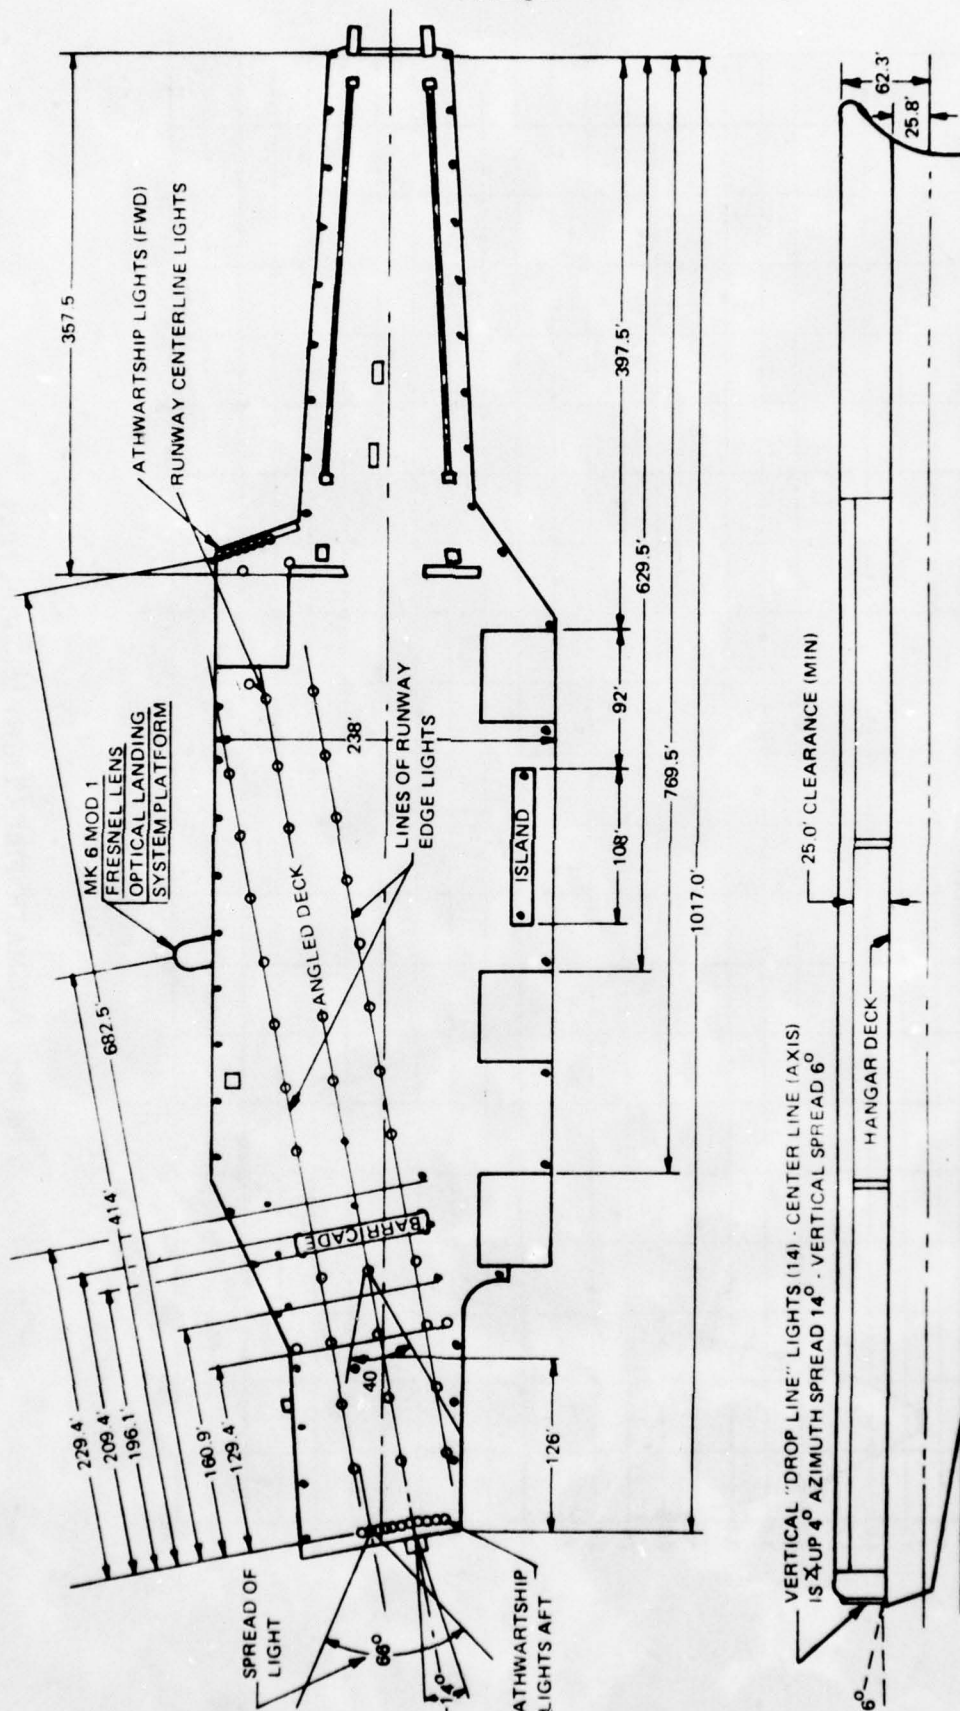 357.5
ATHWARTSHIP LIGHTS (FWD)
RUNWAY CENTERLINE LIGHTS
62.3'
25.8'
397.5'
629.5'
MK 6 MOD 1
FRESNEL LENS
OPTICAL LANDING
SYSTEM PLATFORM
238'
LINES OF RUNWAY
EDGE LIGHTS
92'
769.5'
25.0' CLEARANCE (MIN)
108'
ISLAND
1017.0'
ANGLED DECK
682.5'
414'
HANGAR DECK
BARRICADE
229.4'
209.4'
196.1'
160.9'
129.4'
40
126'
VERTICAL "DROP LINE" LIGHTS (14) - CENTER LINE (AXIS)
IS UP 4° AZIMUTH SPREAD 14° - VERTICAL SPREAD 6°
SPREAD OF
LIGHT
66°
14°
ATHWARTSHIP
LIGHTS AFT
6°